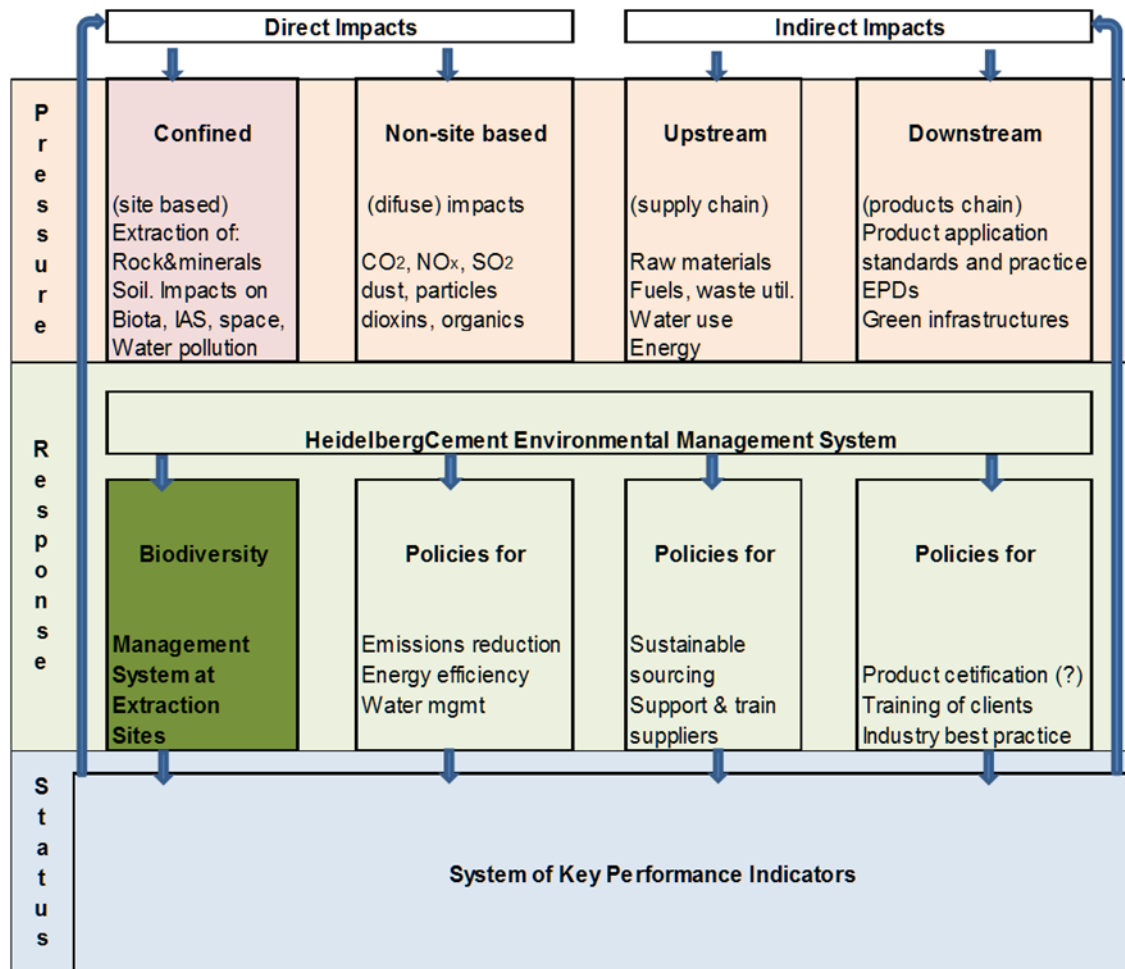 Direct Impacts
Indirect Impacts
Pressure
Confined
(site based)
Extraction of:
Rock&minerals
Soil. Impacts on
Biota, IAS, space,
Water pollution
Non-site based
(difuse) impacts
CO2, NOx, SO2
dust, particles
dioxins, organics
Upstream
(supply chain)
Raw materials
Fuels, waste util.
Water use
Energy
Downstream
(products chain)
Product application
standards and practice
EPDs
Green infrastructures
Response
HeidelbergCement Environmental Management System
Biodiversity
Management
System at
Extraction
Sites
Policies for
Emissions reduction
Energy efficiency
Water mgmt
Policies for
Sustainable
sourcing
Support & train
suppliers
Policies for
Product cetification (?)
Training of clients
Industry best practice
Status
System of Key Performance Indicators